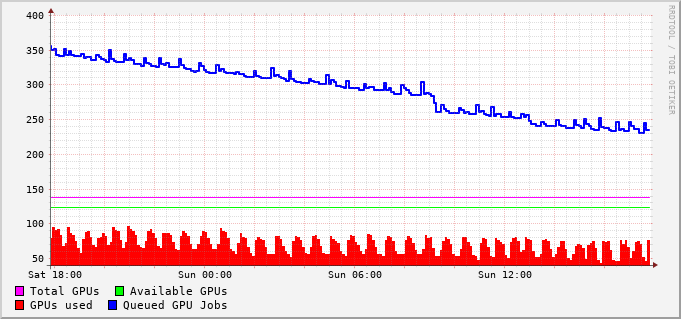 400
350
300
250
200
150
100
50
Sat 18:00 Sun 00:00 Sun 06:00 Sun 12:00
Total GPUs Available GPUs
GPUs used Queued GPU Jobs
RRDTOOL / TOBI OETIKER